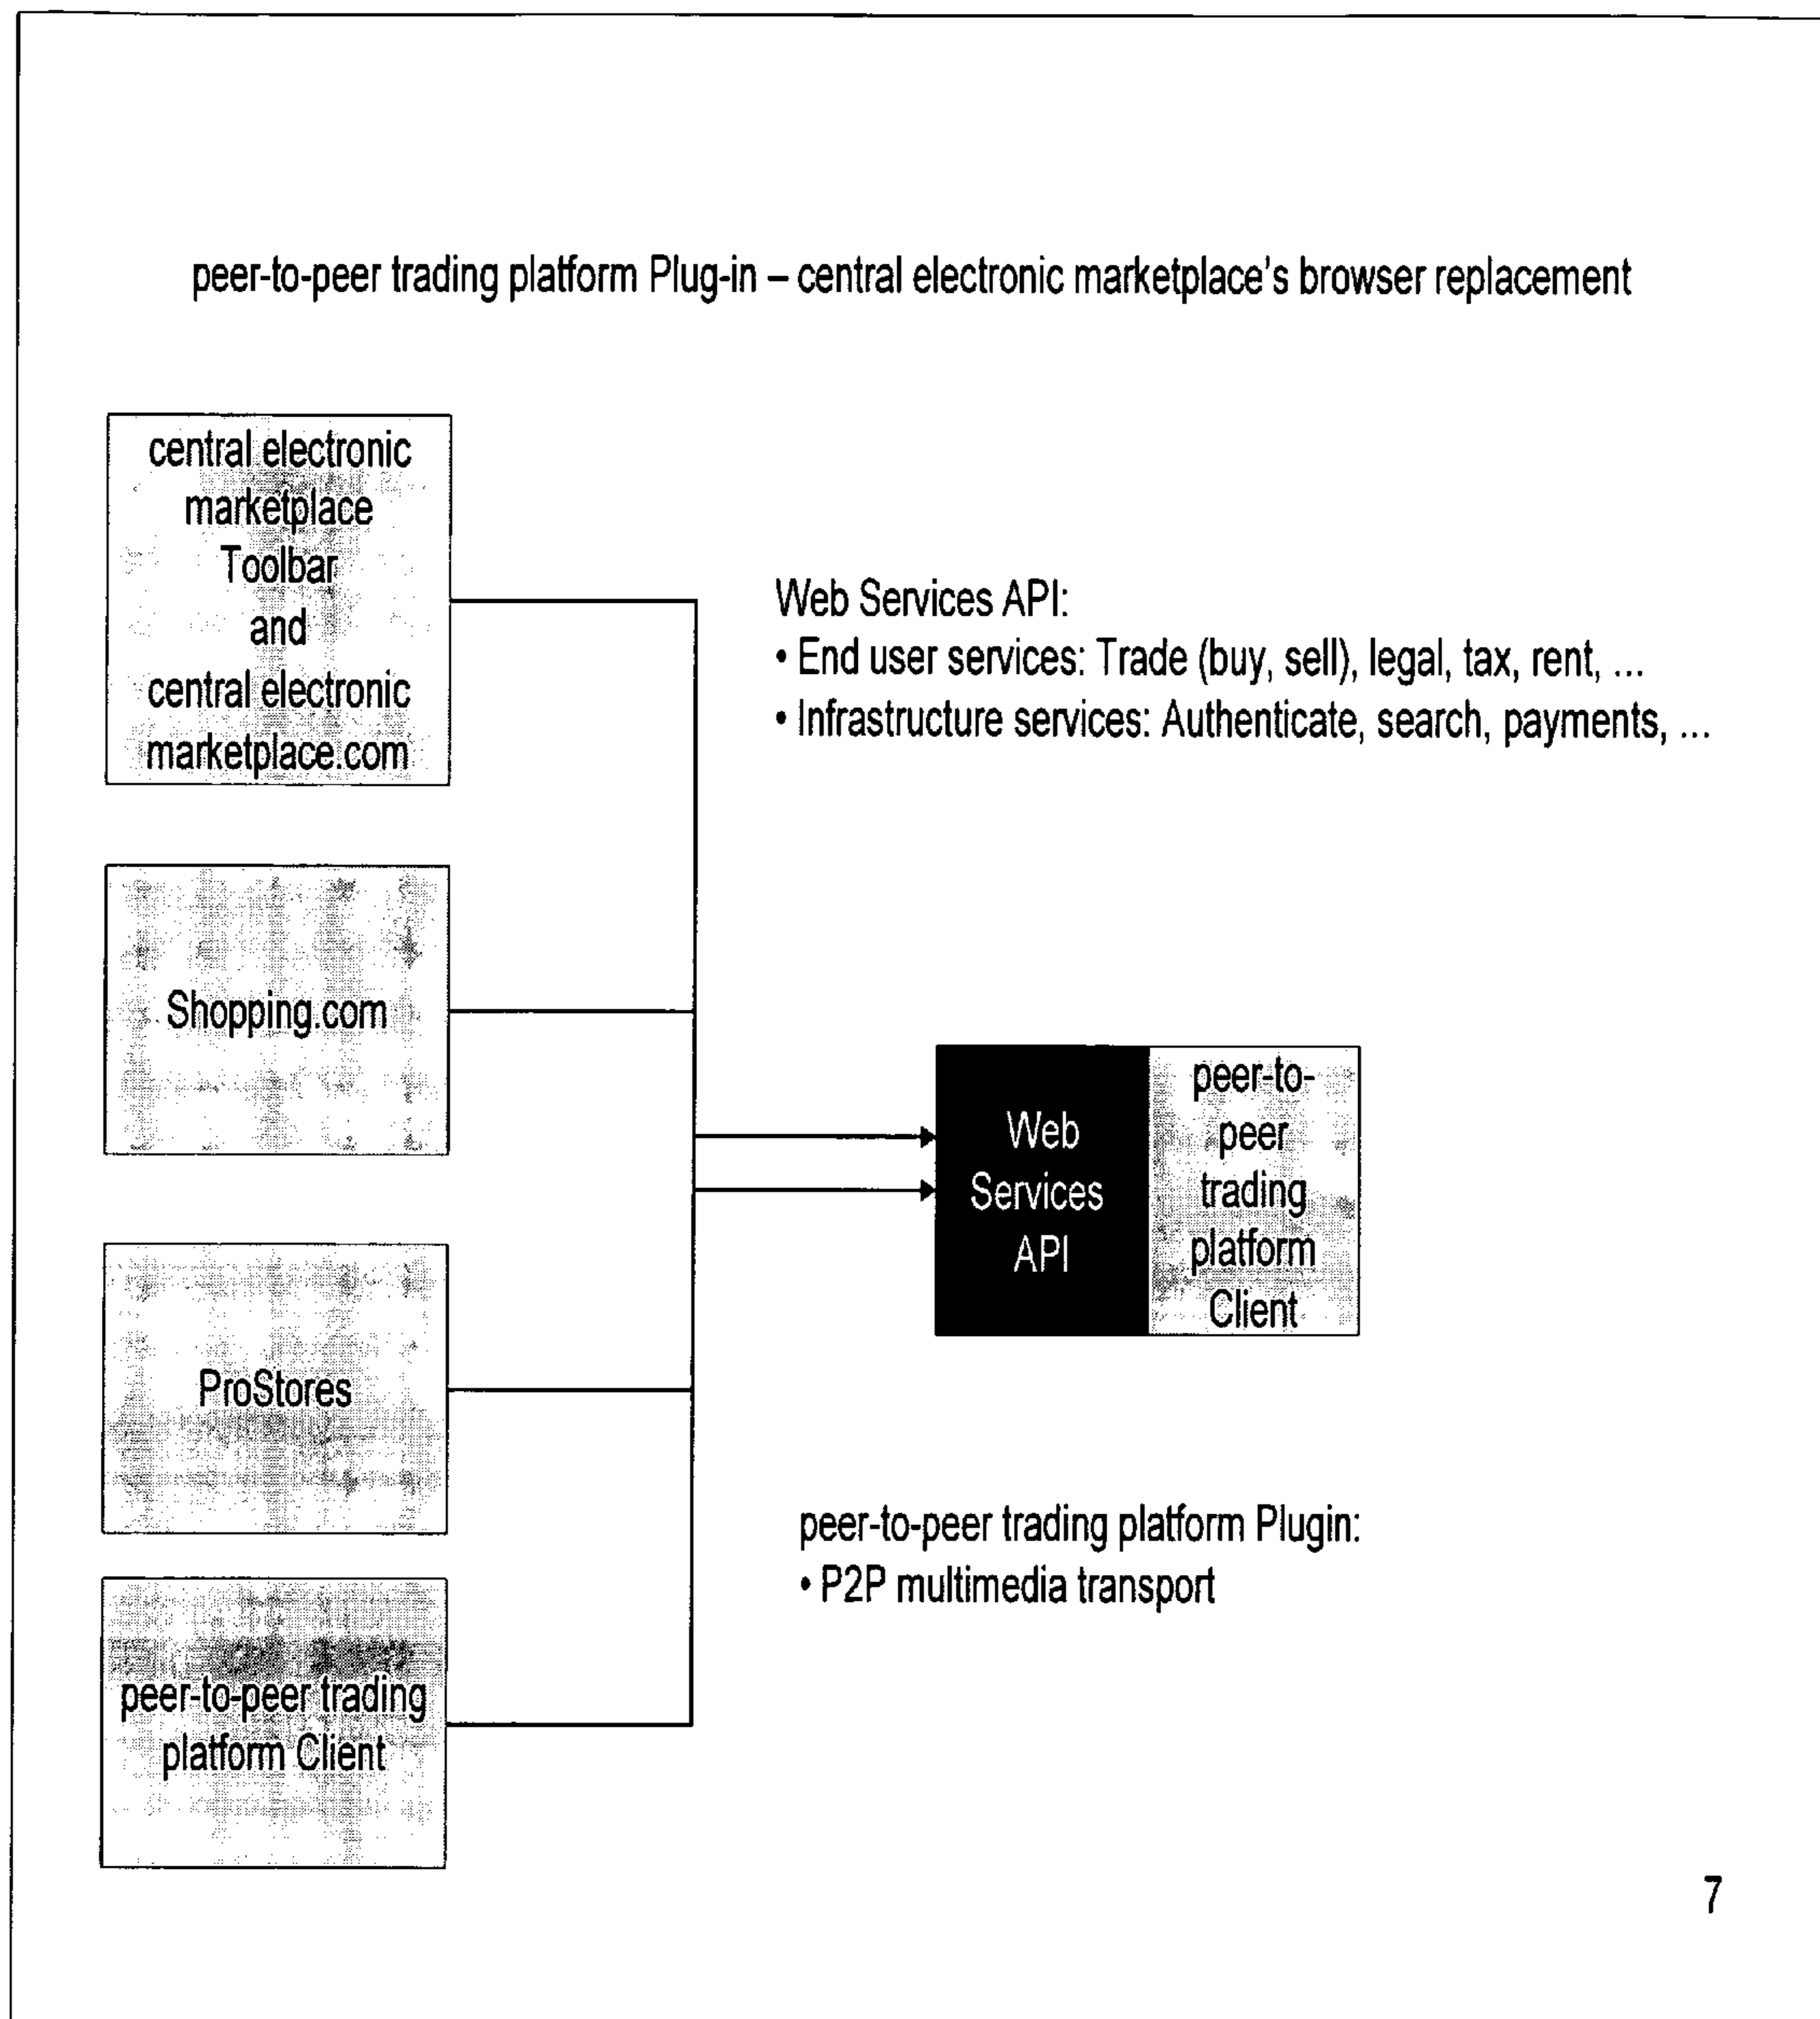 peer-to-peer trading platform Plug-in – central electronic marketplace's browser replacement
central electronic
marketplace
Toolbar
and
central electronic
marketplace.com
Web Services API:
• End user services: Trade (buy, sell), legal, tax, rent, ...
• Infrastructure services: Authenticate, search, payments, ...
Shopping.com
Web
Services
API
peer-to-
peer
trading
platform
Client
ProStores
peer-to-peer trading platform Plugin:
• P2P multimedia transport
peer-to-peer trading
platform Client
7